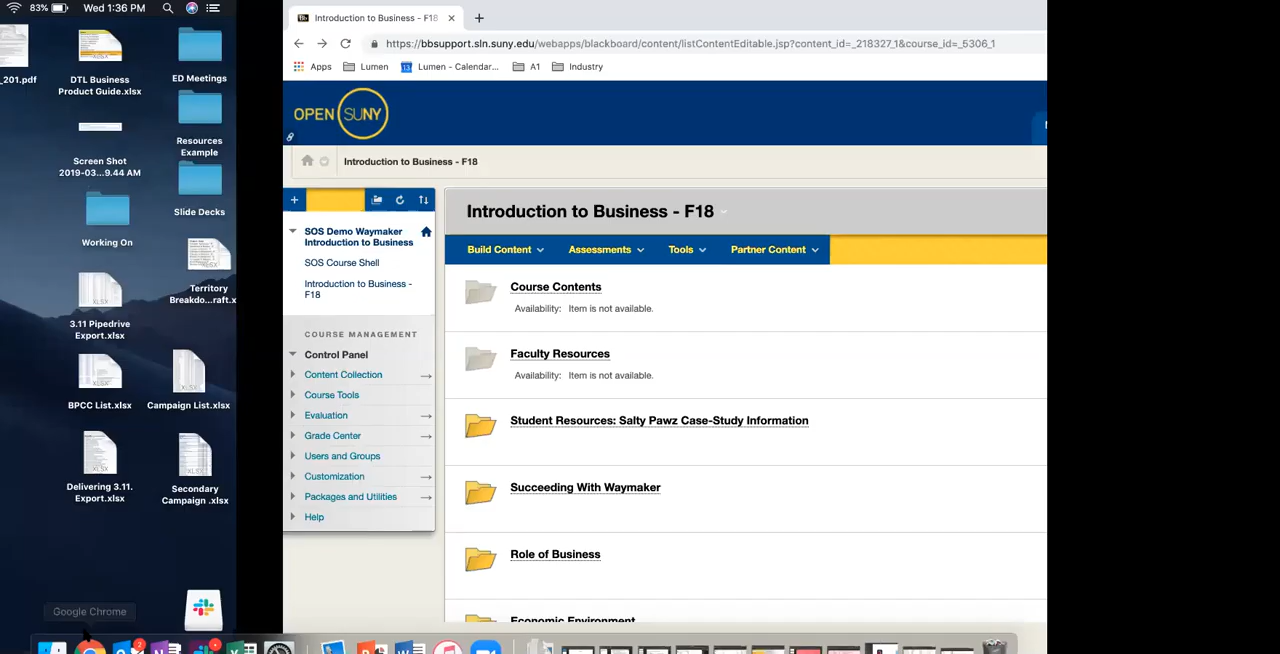 83% Wed 1:36 PM
_201.pdf
DTL Business
Product Guide.xlsx
ED Meetings
Resources
Example
Screen Shot
2019-03...9.44 AM
Slide Decks
Working On
Territory
Breakdo...raft.x
XLSX
3.11 Pipedrive
Export.xlsx
XLSX
XLSX
BPCC List.xlsx
Campaign List.xlsx
XLSX
XLSX
Delivering 3.11.
Export.xlsx
Secondary
Campaign .xlsx
Google Chrome
Introduction to Business - F18
https://bbsupport.sln.suny.edu/webapps/blackboard/content/listContentEditable.jsp?content_id=_218327_1&course_id=_5306_1
Apps Lumen Lumen - Calendar... A1 Industry
OPEN SUNY
Introduction to Business - F18
SOS Demo Waymaker
Introduction to Business
SOS Course Shell
Introduction to Business -
F18
COURSE MANAGEMENT
Control Panel
Content Collection
Course Tools
Evaluation
Grade Center
Users and Groups
Customization
Packages and Utilities
Help
Introduction to Business - F18
Build Content Assessments Tools Partner Content
Course Contents
Availability: Item is not available.
Faculty Resources
Availability: Item is not available.
Student Resources: Salty Pawz Case-Study Information
Succeeding With Waymaker
Role of Business
Economic Environment